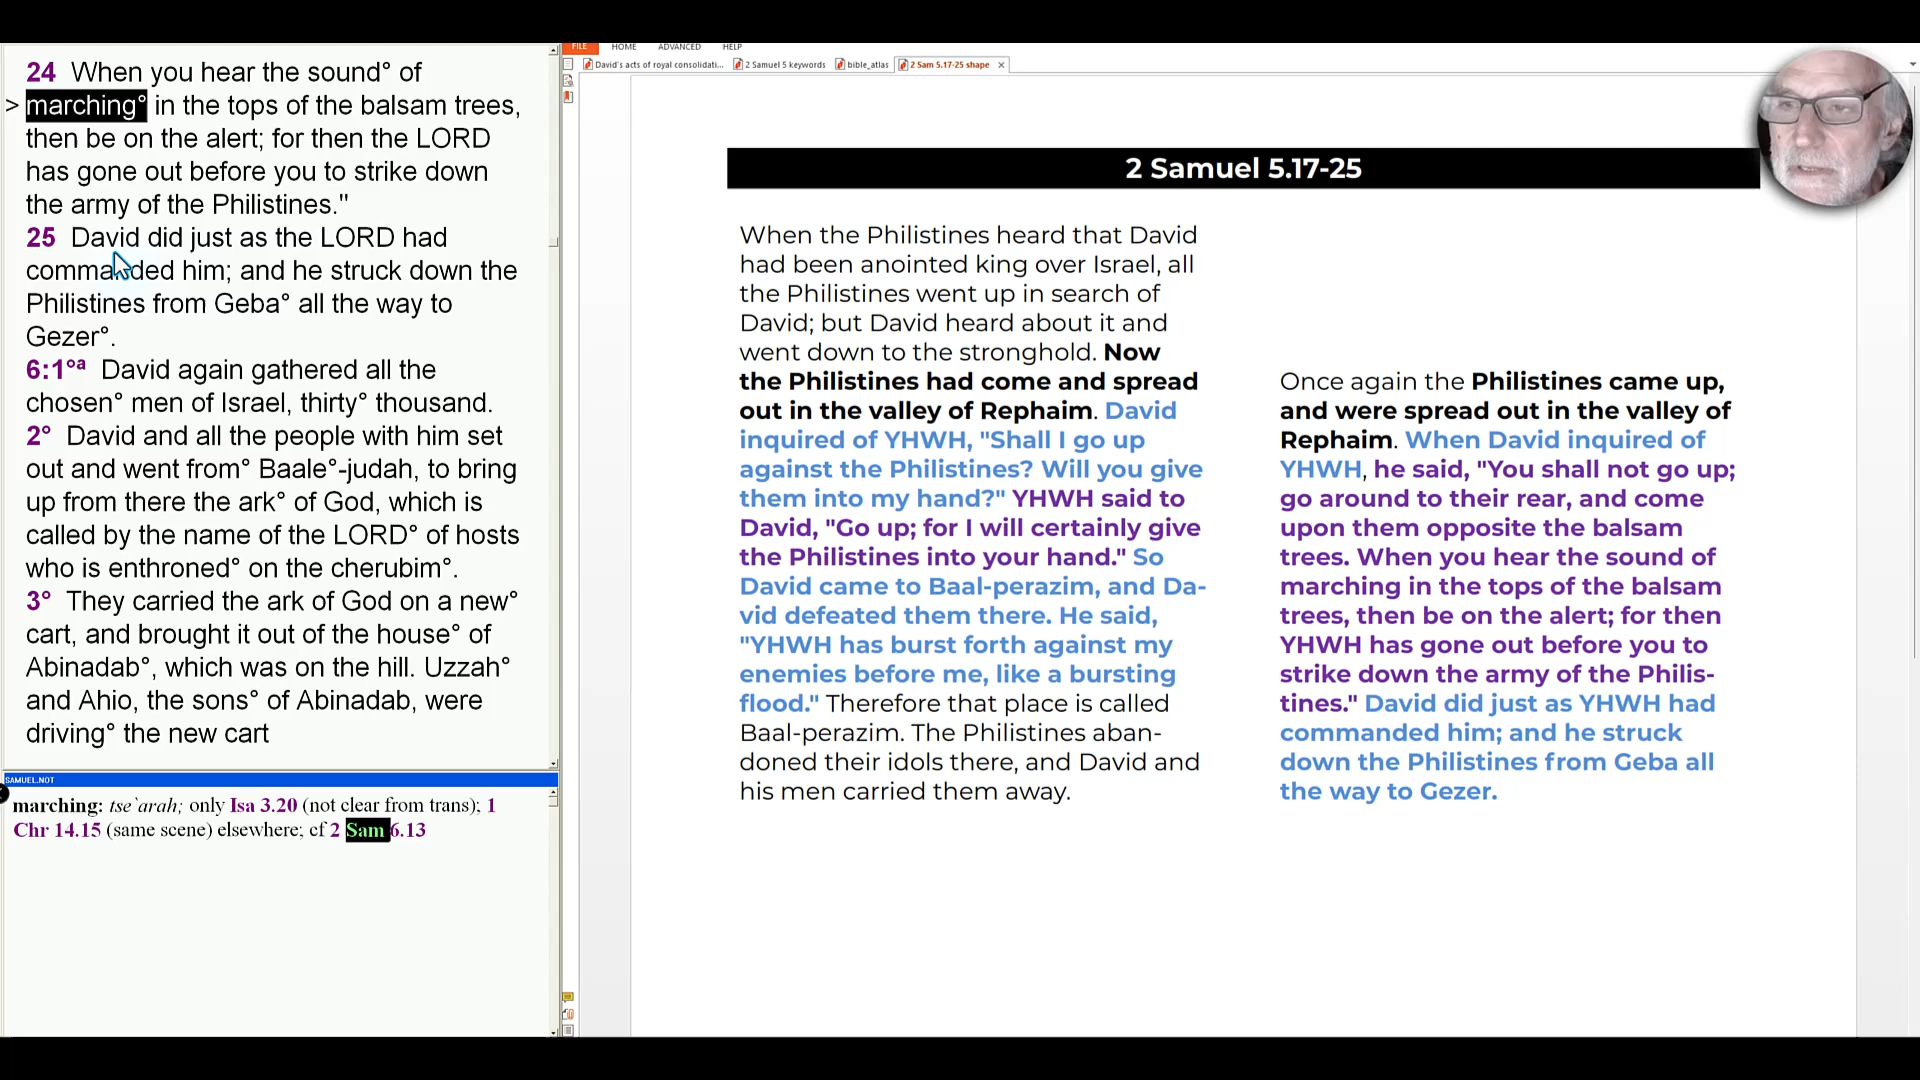 24 When you hear the sound° of
> marching° in the tops of the balsam trees,
then be on the alert; for then the LORD
has gone out before you to strike down
the army of the Philistines."
25 David did just as the LORD had
commanded him; and he struck down the
Philistines from Geba° all the way to
Gezer°.
6:1°ᵃ David again gathered all the
chosen° men of Israel, thirty° thousand.
2° David and all the people with him set
out and went from° Baale°-judah, to bring
up from there the ark° of God, which is
called by the name of the LORD° of hosts
who is enthroned° on the cherubim°.
3° They carried the ark of God on a new°
cart, and brought it out of the house° of
Abinadab°, which was on the hill. Uzzah°
and Ahio, the sons° of Abinadab, were
driving° the new cart
SAMUEL.NOT
marching: tse`arah; only Isa 3.20 (not clear from trans); 1
Chr 14.15 (same scene) elsewhere; cf 2 Sam 6.13
FILE HOME ADVANCED HELP
David's acts of royal consolidati... 2 Samuel 5 keywords bible_atlas 2 Sam 5.17-25 shape ×
2 Samuel 5.17-25
When the Philistines heard that David
had been anointed king over Israel, all
the Philistines went up in search of
David; but David heard about it and
went down to the stronghold. Now
the Philistines had come and spread
out in the valley of Rephaim. David
inquired of YHWH, "Shall I go up
against the Philistines? Will you give
them into my hand?" YHWH said to
David, "Go up; for I will certainly give
the Philistines into your hand." So
David came to Baal-perazim, and Da-
vid defeated them there. He said,
"YHWH has burst forth against my
enemies before me, like a bursting
flood." Therefore that place is called
Baal-perazim. The Philistines aban-
doned their idols there, and David and
his men carried them away.
Once again the Philistines came up,
and were spread out in the valley of
Rephaim. When David inquired of
YHWH, he said, "You shall not go up;
go around to their rear, and come
upon them opposite the balsam
trees. When you hear the sound of
marching in the tops of the balsam
trees, then be on the alert; for then
YHWH has gone out before you to
strike down the army of the Philis-
tines." David did just as YHWH had
commanded him; and he struck
down the Philistines from Geba all
the way to Gezer.